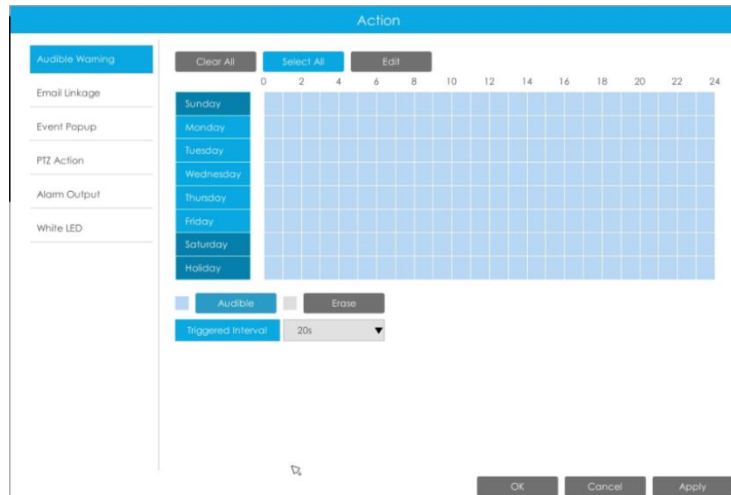 Action
Audible Warning
Email Linkage
Event Popup
PTZ Action
Alarm Output
White LED
Clear All Select All Edit
0 2 4 6 8 10 12 14 16 18 20 22 24
Sunday
Monday
Tuesday
Wednesday
Thursday
Friday
Saturday
Holiday
Audible Erase
Triggered Interval 20s
OK Cancel Apply